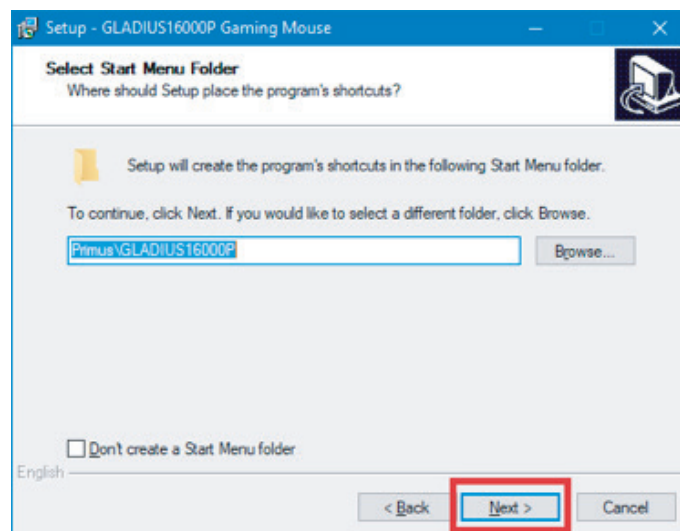 Setup - GLADIUS16000P Gaming Mouse
Select Start Menu Folder
Where should Setup place the program's shortcuts?
Setup will create the program's shortcuts in the following Start Menu folder.
To continue, click Next. If you would like to select a different folder, click Browse.
Primus\GLADIUS16000P
Browse...
Don't create a Start Menu folder
English
< Back
Next >
Cancel